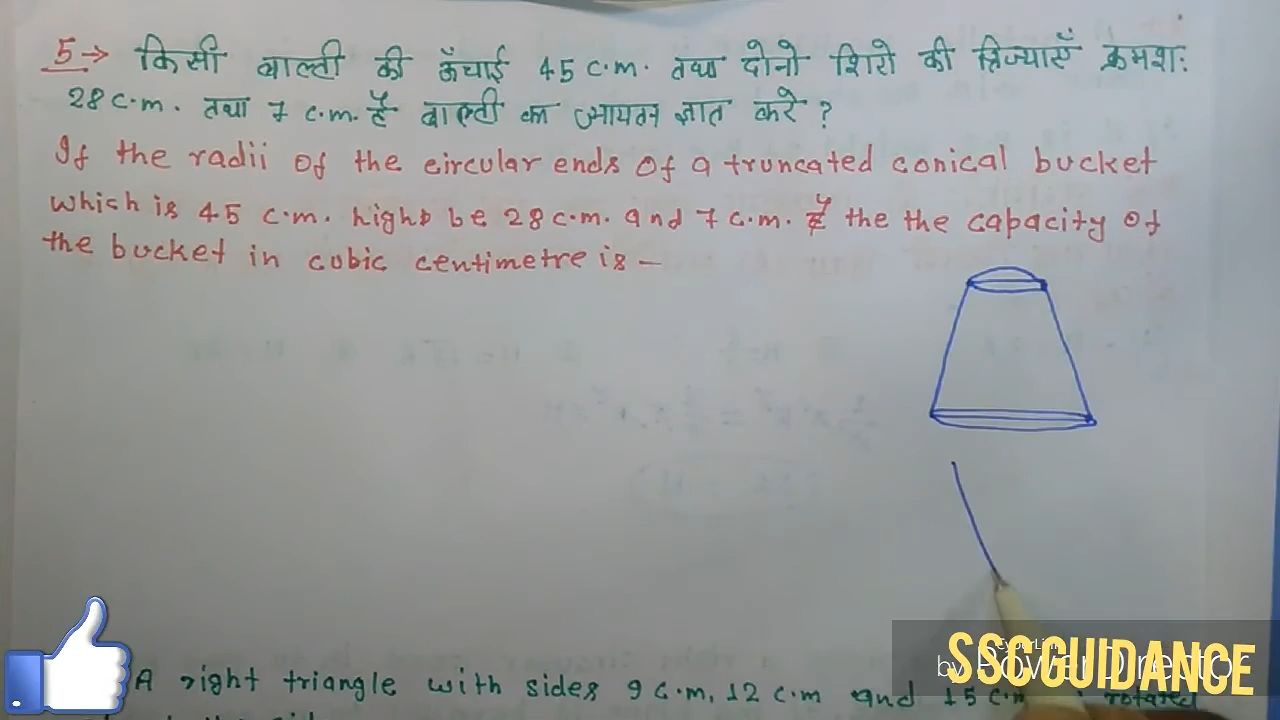 5→ किसी बाल्टी की ऊँचाई 45 c.m. तथा दोनो शिरो की त्रिज्याएँ क्रमश:
28 c.m. तथा 7 c.m. है बाल्टी का आयतन ज्ञात करे ?
If the radii of the circular ends of a truncated conical bucket
which is 45 c.m. high be 28 c.m. and 7 c.m. है the the capacity of
the bucket in cubic centimetre is —
SSCGUIDANCE
by
A right triangle with sides 9 c.m, 12 c.m and 15 c.m rotated